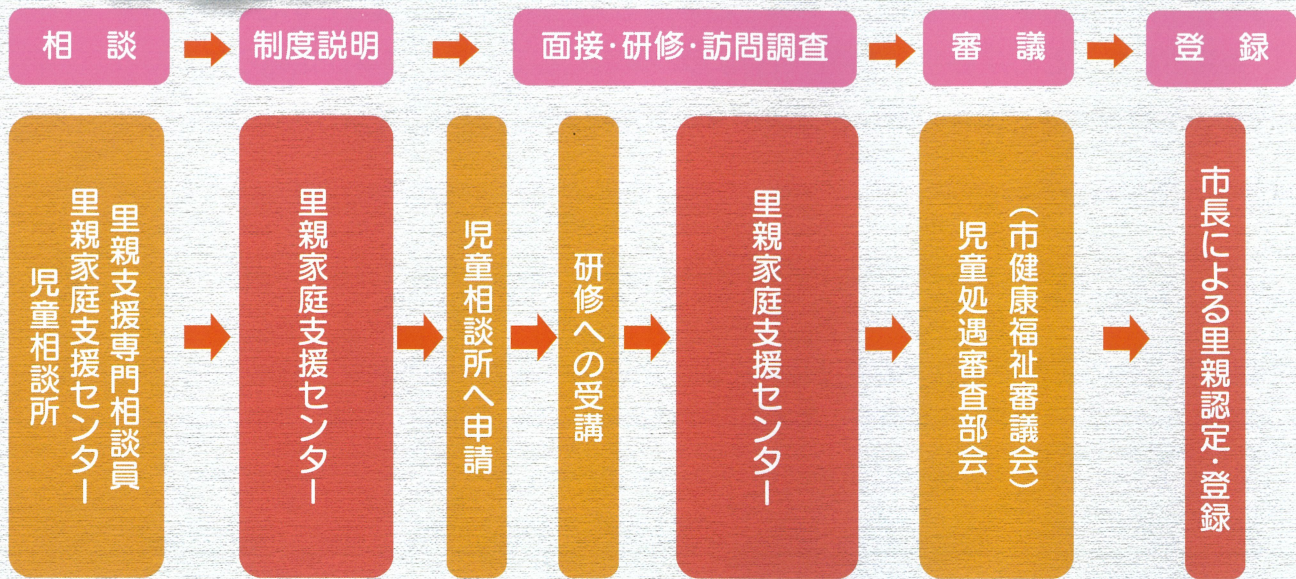 相談
制度説明
面接・研修・訪問調査
審議
登録
里親支援専門相談員
里親家庭支援センター
児童相談所
里親家庭支援センター
児童相談所へ申請
研修への受講
里親家庭支援センター
（市健康福祉審議会）
児童処遇審査部会
市長による里親認定・登録